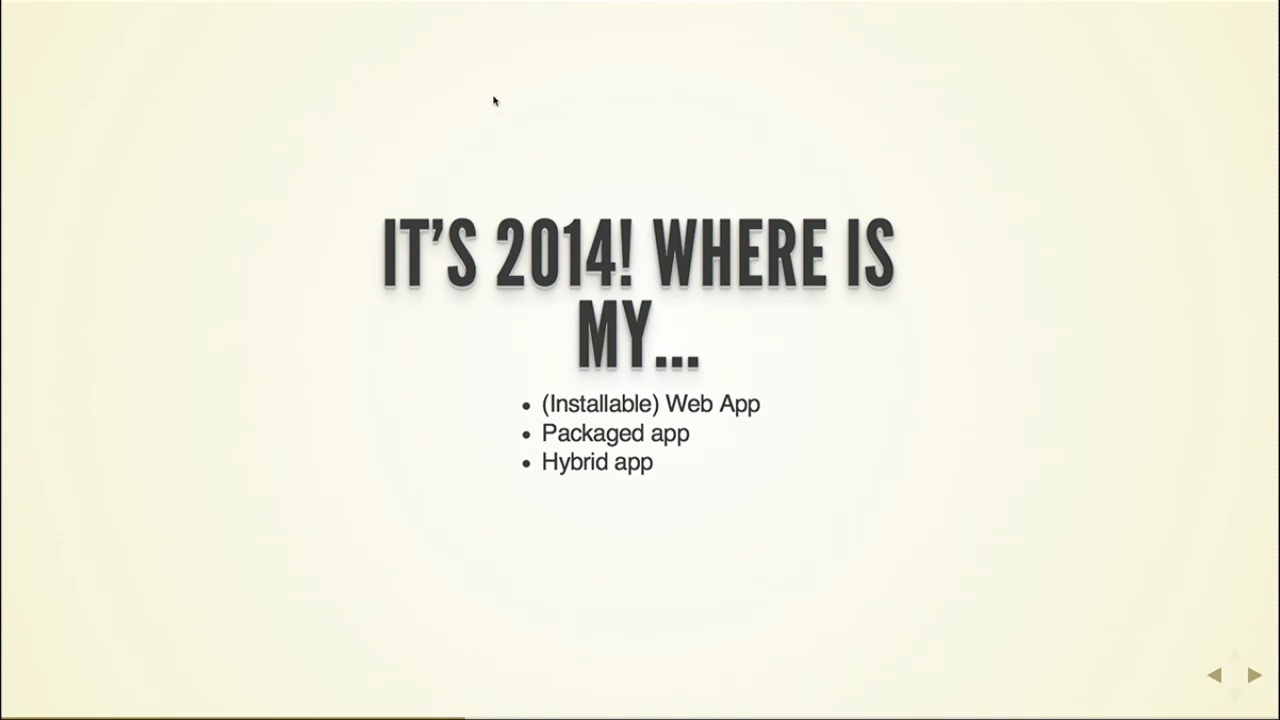 IT’S 2014! WHERE IS
MY...
• (Installable) Web App
• Packaged app
• Hybrid app